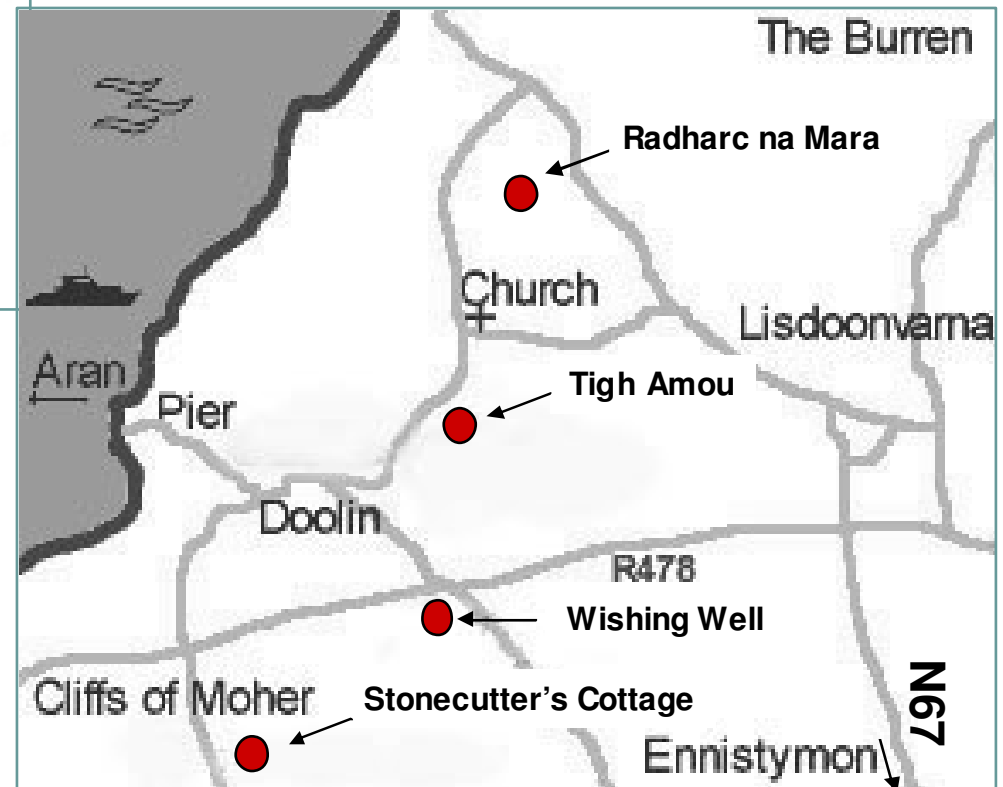 The Burren
Radharc na Mara
Church
Lisdoonvarna
Aran
Tigh Amou
Pier
Doolin
R478
Wishing Well
N67
Cliffs of Moher
Stonecutter’s Cottage
Ennistymon